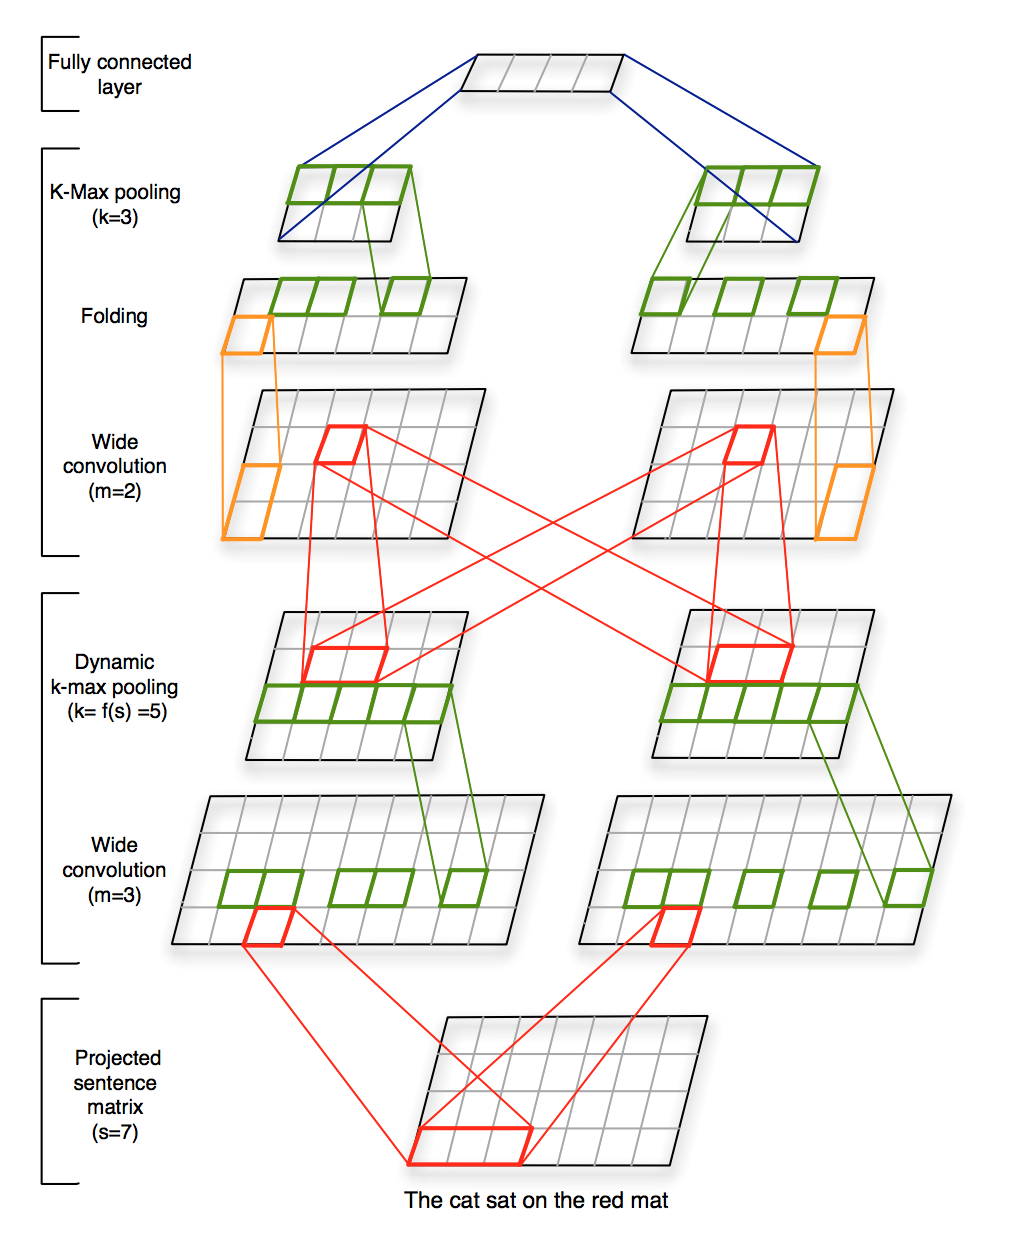 Fully connected
layer
K-Max pooling
(k=3)
Folding
Wide
convolution
(m=2)
Dynamic
k-max pooling
(k= f(s) =5)
Wide
convolution
(m=3)
Projected
sentence
matrix
(s=7)
The cat sat on the red mat